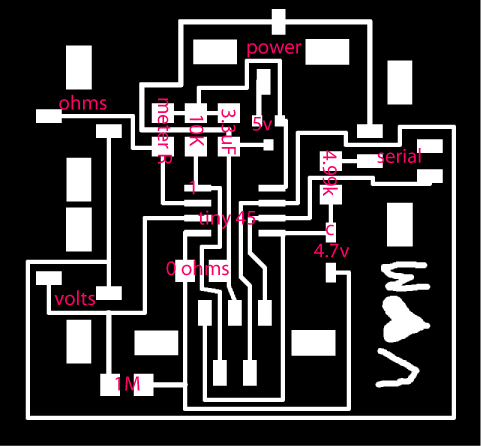 power
ohms
meter R
10K
3.3uF
5v
serial
4.99k
1
tiny 45
c
4.7v
0 ohms
volts
1M